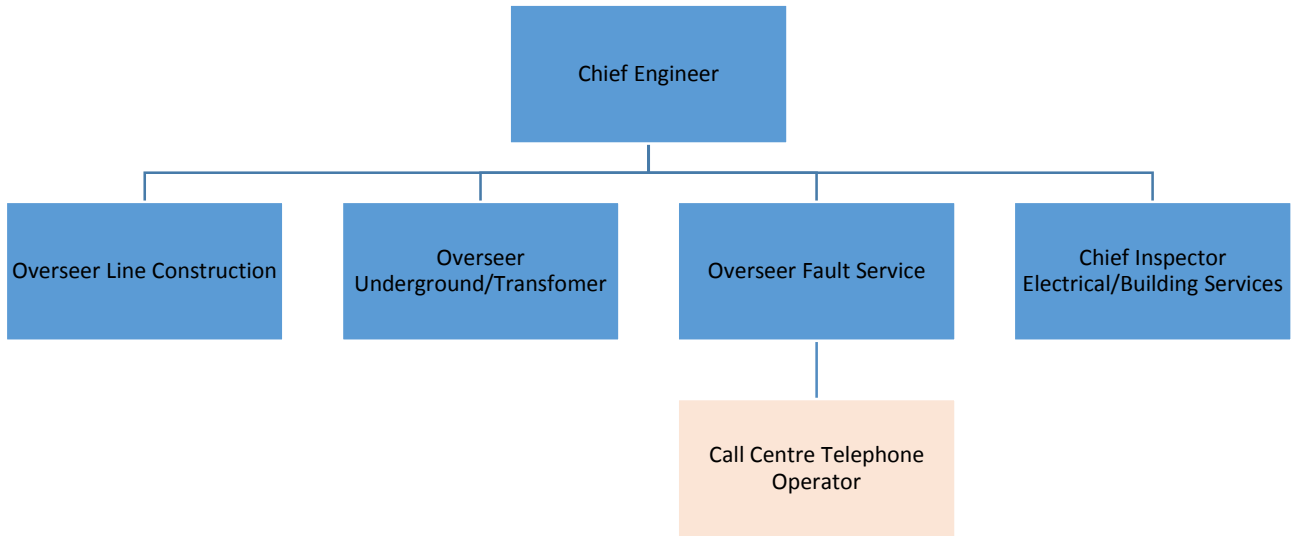 Chief Engineer
Overseer Line Construction
Overseer
Underground/Transfomer
Overseer Fault Service
Chief Inspector
Electrical/Building Services
Call Centre Telephone
Operator